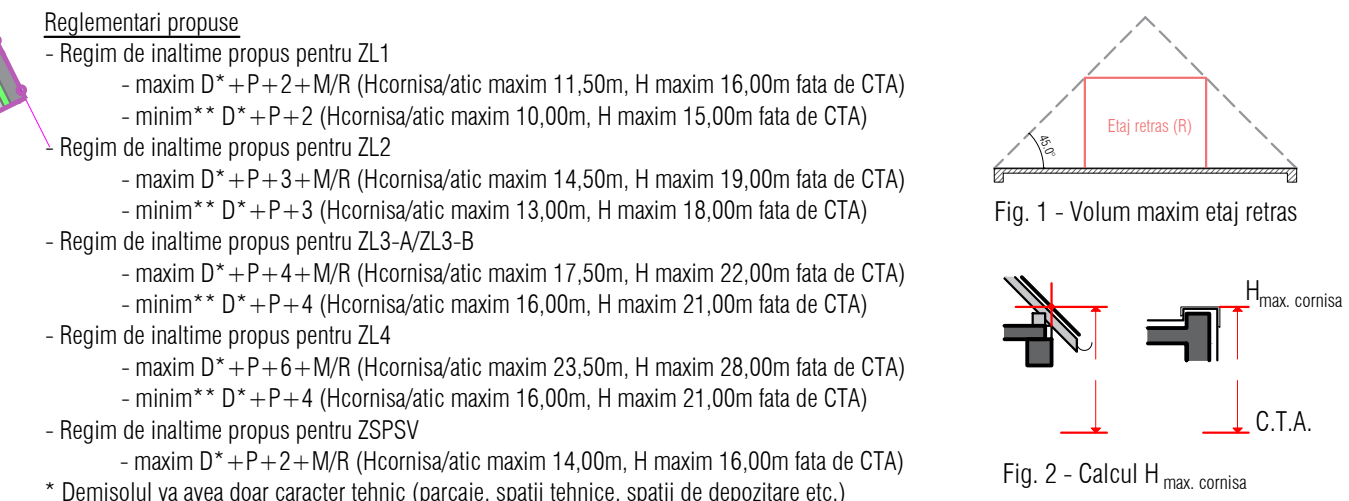 Reglementari propuse
- Regim de inaltime propus pentru ZL1
- maxim D*+P+2+M/R (Hcornisa/atic maxim 11,50m, H maxim 16,00m fata de CTA)
- minim** D*+P+2 (Hcornisa/atic maxim 10,00m, H maxim 15,00m fata de CTA)
- Regim de inaltime propus pentru ZL2
- maxim D*+P+3+M/R (Hcornisa/atic maxim 14,50m, H maxim 19,00m fata de CTA)
- minim** D*+P+3 (Hcornisa/atic maxim 13,00m, H maxim 18,00m fata de CTA)
- Regim de inaltime propus pentru ZL3-A/ZL3-B
- maxim D*+P+4+M/R (Hcornisa/atic maxim 17,50m, H maxim 22,00m fata de CTA)
- minim** D*+P+4 (Hcornisa/atic maxim 16,00m, H maxim 21,00m fata de CTA)
- Regim de inaltime propus pentru ZL4
- maxim D*+P+6+M/R (Hcornisa/atic maxim 23,50m, H maxim 28,00m fata de CTA)
- minim** D*+P+4 (Hcornisa/atic maxim 16,00m, H maxim 21,00m fata de CTA)
- Regim de inaltime propus pentru ZSPSV
- maxim D*+P+2+M/R (Hcornisa/atic maxim 14,00m, H maxim 16,00m fata de CTA)
* Demisolul va avea doar caracter tehnic (parcaje, spatii tehnice, spatii de depozitare etc.)
Etaj retras (R)
45.0°
Fig. 1 - Volum maxim etaj retras
Hmax. cornisa
C.T.A.
Fig. 2 - Calcul H max. cornisa